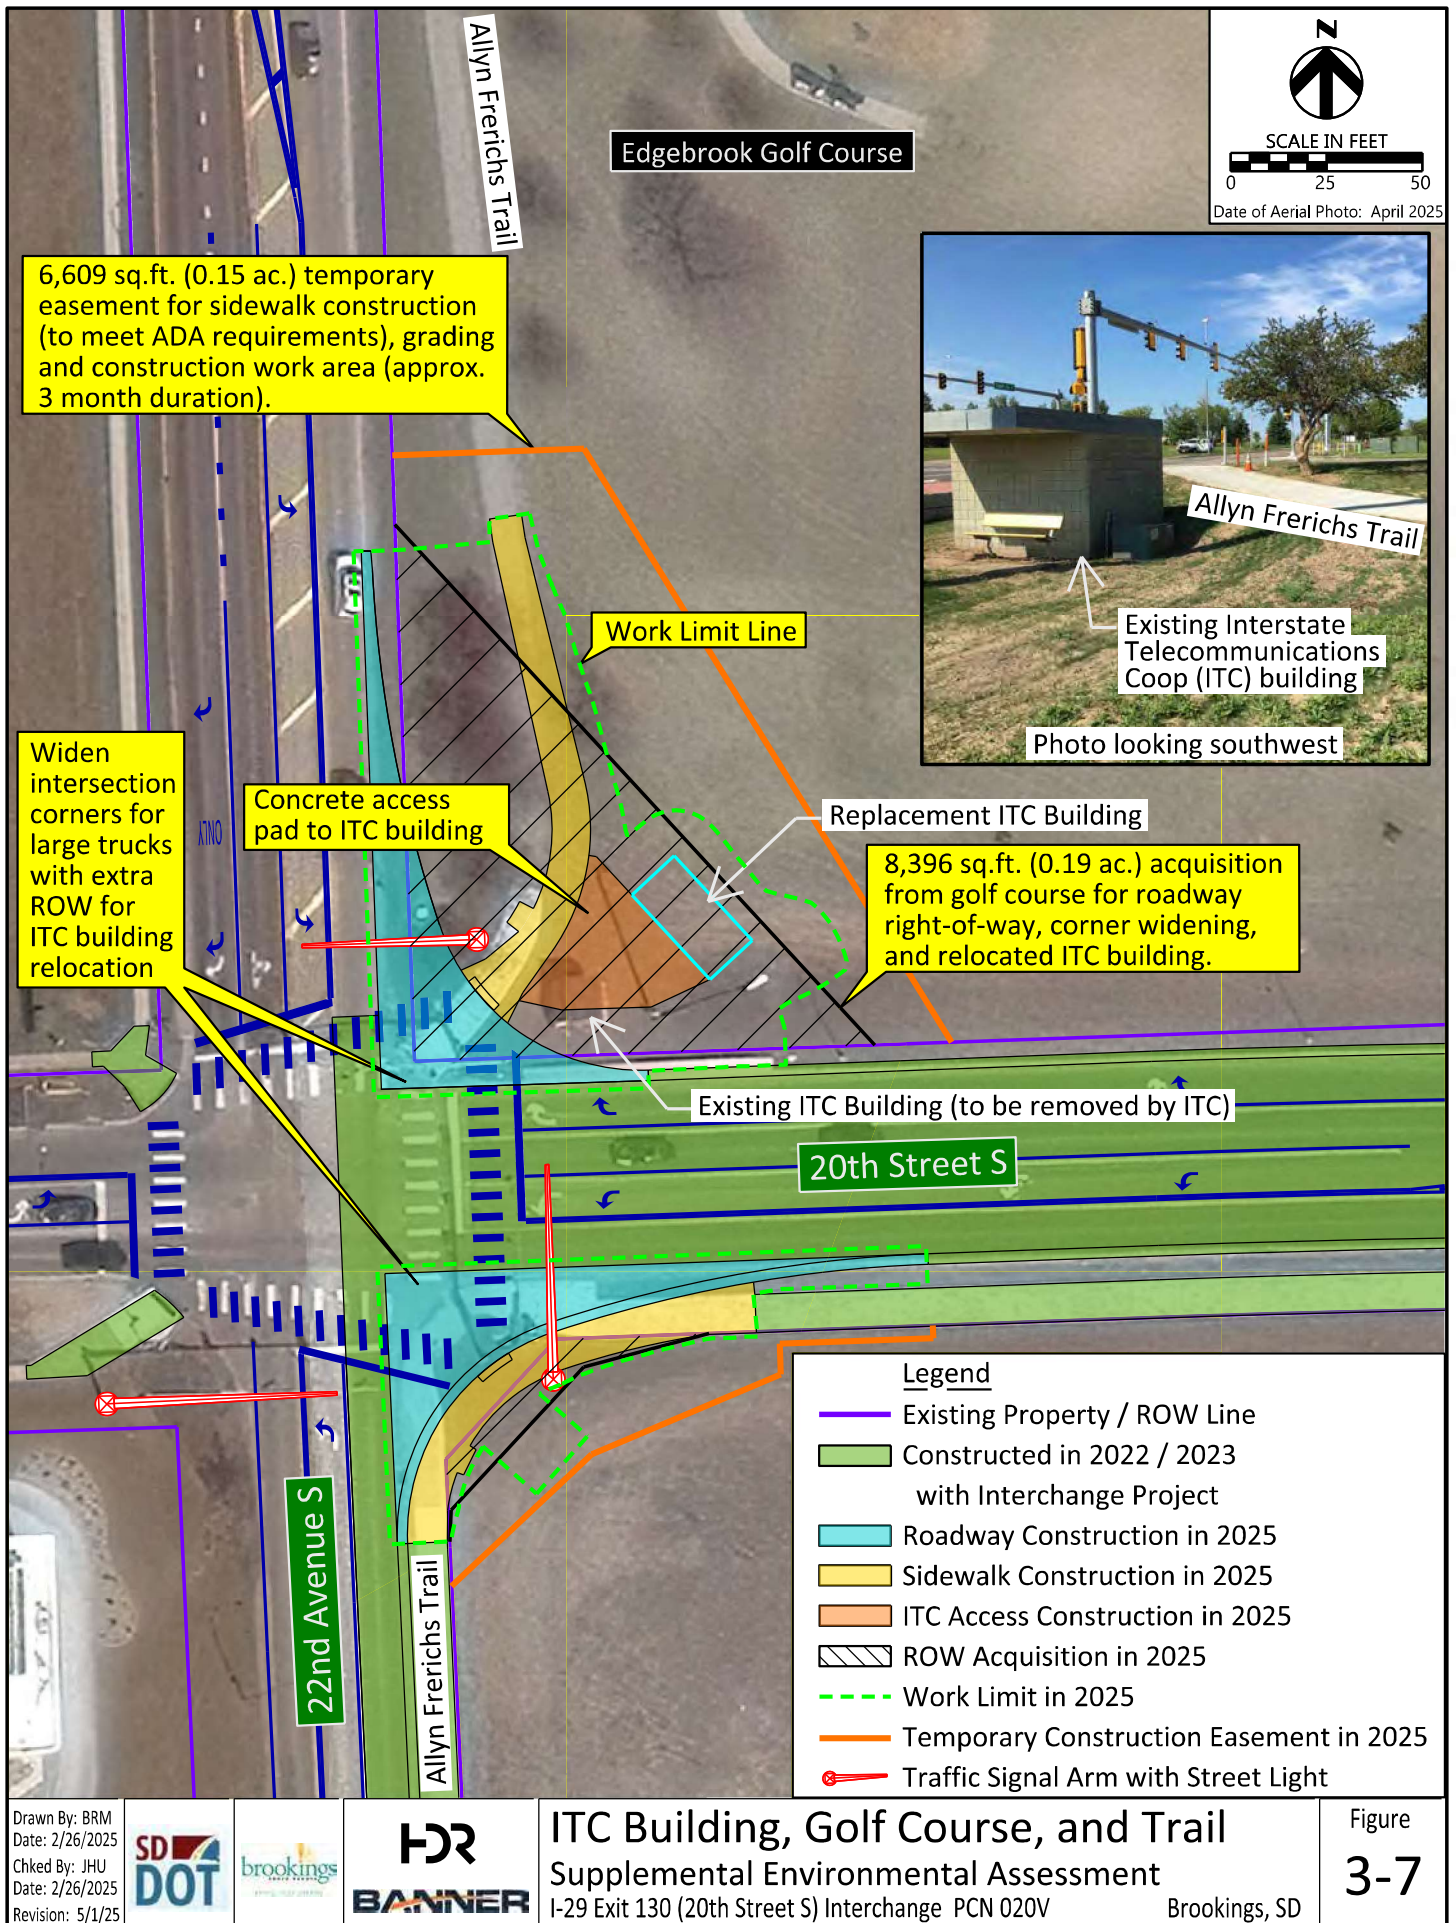 Allyn Frerichs Trail
Edgebrook Golf Course
N
SCALE IN FEET
0 25 50
Date of Aerial Photo: April 2025
6,609 sq.ft. (0.15 ac.) temporary
easement for sidewalk construction
(to meet ADA requirements), grading
and construction work area (approx.
3 month duration).
Allyn Frerichs Trail
Existing Interstate
Telecommunications
Coop (ITC) building
Photo looking southwest
Work Limit Line
Widen
intersection
corners for
large trucks
with extra
ROW for
ITC building
relocation
ONLY
Concrete access
pad to ITC building
Replacement ITC Building
8,396 sq.ft. (0.19 ac.) acquisition
from golf course for roadway
right-of-way, corner widening,
and relocated ITC building.
Existing ITC Building (to be removed by ITC)
20th Street S
22nd Avenue S
Allyn Frerichs Trail
Legend
Existing Property / ROW Line
Constructed in 2022 / 2023
with Interchange Project
Roadway Construction in 2025
Sidewalk Construction in 2025
ITC Access Construction in 2025
ROW Acquisition in 2025
Work Limit in 2025
Temporary Construction Easement in 2025
Traffic Signal Arm with Street Light
Drawn By: BRM
Date: 2/26/2025
Chked By: JHU
Date: 2/26/2025
Revision: 5/1/25
SD
DOT
brookings
HDR
BANNER
ITC Building, Golf Course, and Trail
Supplemental Environmental Assessment
I-29 Exit 130 (20th Street S) Interchange PCN 020V
Brookings, SD
Figure
3-7